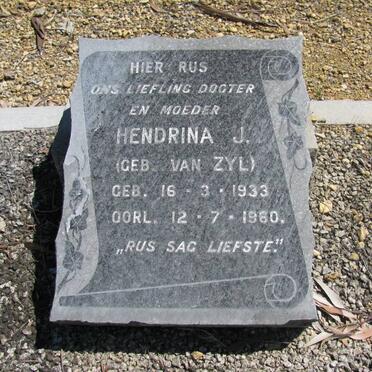 HIER RUS
ONS LIEFLING DOGTER
EN MOEDER
HENDRINA J.
(GEB. VAN ZYL)
GEB. 16 - 3 - 1933
OORL. 12 - 7 - 1960.
„RUS SAG LIEFSTE."